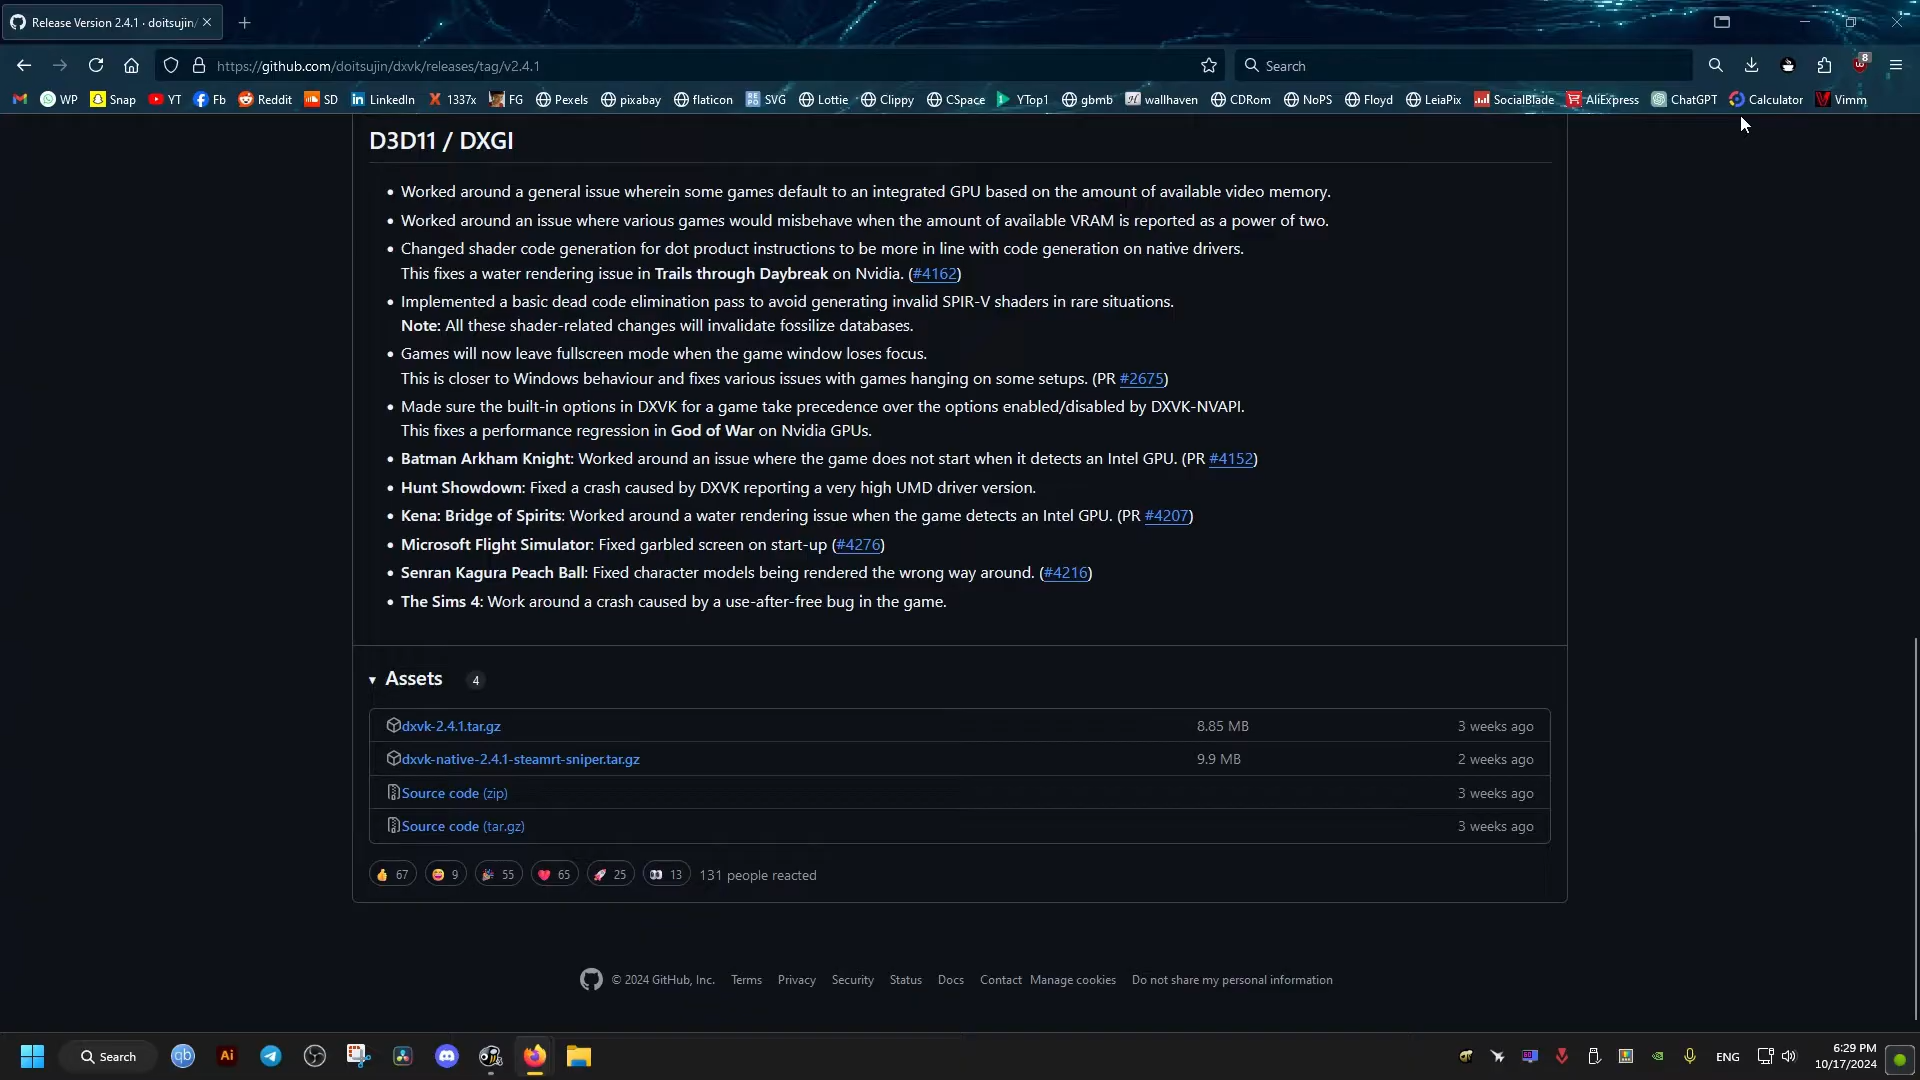 Release Version 2.4.1 · doitsujin/
https://github.com/doitsujin/dxvk/releases/tag/v2.4.1
Search
8
WP
Snap
YT
Fb
Reddit
SD
LinkedIn
1337x
FG
Pexels
pixabay
flaticon
SVG
Lottie
Clippy
CSpace
YTop1
gbmb
wallhaven
CDRom
NoPS
Floyd
LeiaPix
SocialBlade
AliExpress
ChatGPT
Calculator
Vimm
D3D11 / DXGI
• Worked around a general issue wherein some games default to an integrated GPU based on the amount of available video memory.
• Worked around an issue where various games would misbehave when the amount of available VRAM is reported as a power of two.
• Changed shader code generation for dot product instructions to be more in line with code generation on native drivers.
This fixes a water rendering issue in Trails through Daybreak on Nvidia. (#4162)
• Implemented a basic dead code elimination pass to avoid generating invalid SPIR-V shaders in rare situations.
Note: All these shader-related changes will invalidate fossilize databases.
• Games will now leave fullscreen mode when the game window loses focus.
This is closer to Windows behaviour and fixes various issues with games hanging on some setups. (PR #2675)
• Made sure the built-in options in DXVK for a game take precedence over the options enabled/disabled by DXVK-NVAPI.
This fixes a performance regression in God of War on Nvidia GPUs.
• Batman Arkham Knight: Worked around an issue where the game does not start when it detects an Intel GPU. (PR #4152)
• Hunt Showdown: Fixed a crash caused by DXVK reporting a very high UMD driver version.
• Kena: Bridge of Spirits: Worked around a water rendering issue when the game detects an Intel GPU. (PR #4207)
• Microsoft Flight Simulator: Fixed garbled screen on start-up (#4276)
• Senran Kagura Peach Ball: Fixed character models being rendered the wrong way around. (#4216)
• The Sims 4: Work around a crash caused by a use-after-free bug in the game.
Assets 4
dxvk-2.4.1.tar.gz 8.85 MB 3 weeks ago
dxvk-native-2.4.1-steamrt-sniper.tar.gz 9.9 MB 2 weeks ago
Source code (zip) 3 weeks ago
Source code (tar.gz) 3 weeks ago
67 9 55 65 25 13 131 people reacted
© 2024 GitHub, Inc. Terms Privacy Security Status Docs Contact Manage cookies Do not share my personal information
Search
qb
Ai
ENG
6:29 PM
10/17/2024